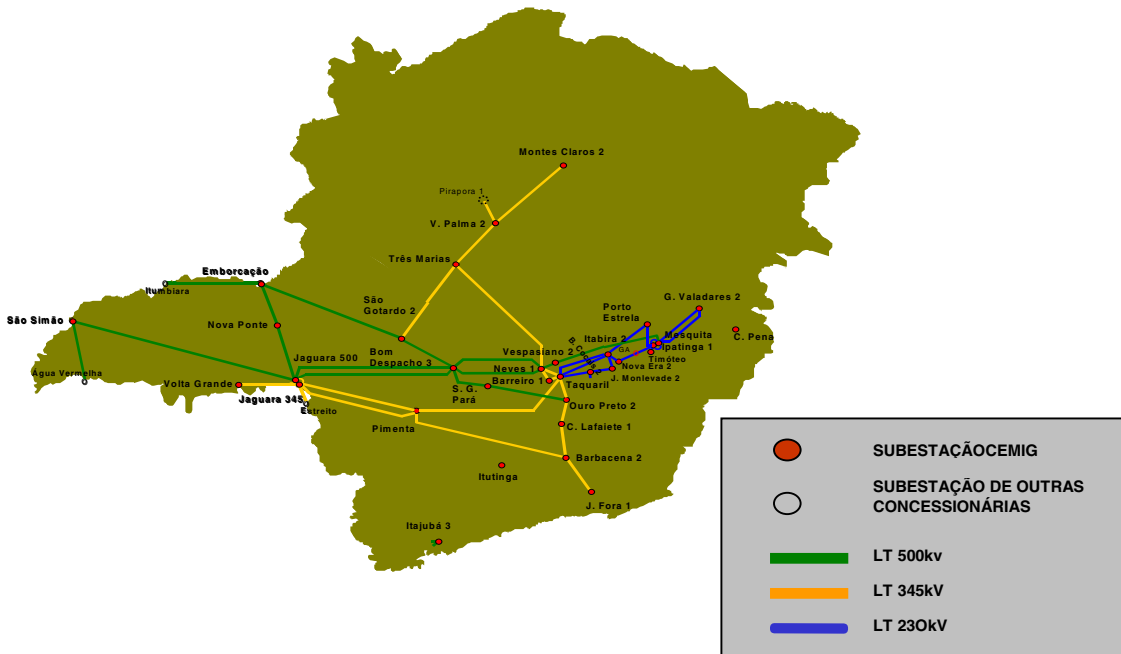 Montes Claros 2
Pirapora 1
V. Palma 2
Três Marias
Emborcação
Itumbiara
São
Gotardo 2
Porto
Estrela
G. Valadares 2
São Simão
Nova Ponte
Itabira 2
Mesquita
C. Pena
Ipatinga 1
Bom
Despacho 3
Vespasiano 2
Timóteo
Jaguara 500
Neves 1
GA
Nova Era 2
Água Vermelha
Volta Grande
Barreiro 1
Taquaril
J. Monlevade 2
S. G.
Pará
Jaguara 345
Estreito
Ouro Preto 2
Pimenta
C. Lafaiete 1
Barbacena 2
Itutinga
J. Fora 1
Itajubá 3
SUBESTAÇÃOCEMIG
SUBESTAÇÃO DE OUTRAS
CONCESSIONÁRIAS
LT 500kv
LT 345kV
LT 23OkV